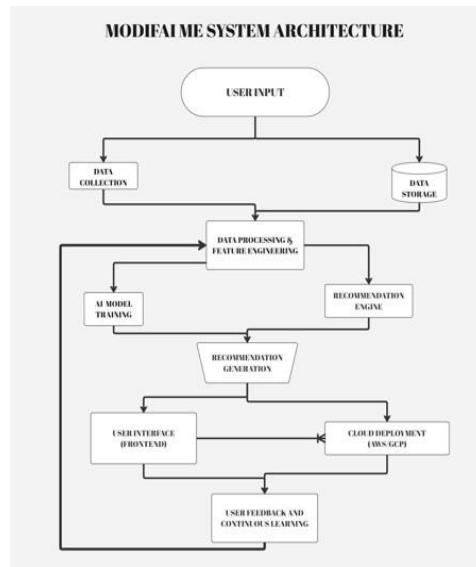 MODIFAI ME SYSTEM ARCHITECTURE
USER INPUT
DATA
COLLECTION
DATA
STORAGE
DATA PROCESSING &
FEATURE ENGINEERING
AI MODEL
TRAINING
RECOMMENDATION
ENGINE
RECOMMENDATION
GENERATION
USER INTERFACE
(FRONTEND)
CLOUD DEPLOYMENT
(AWS/GCP)
USER FEEDBACK AND
CONTINUOUS LEARNING